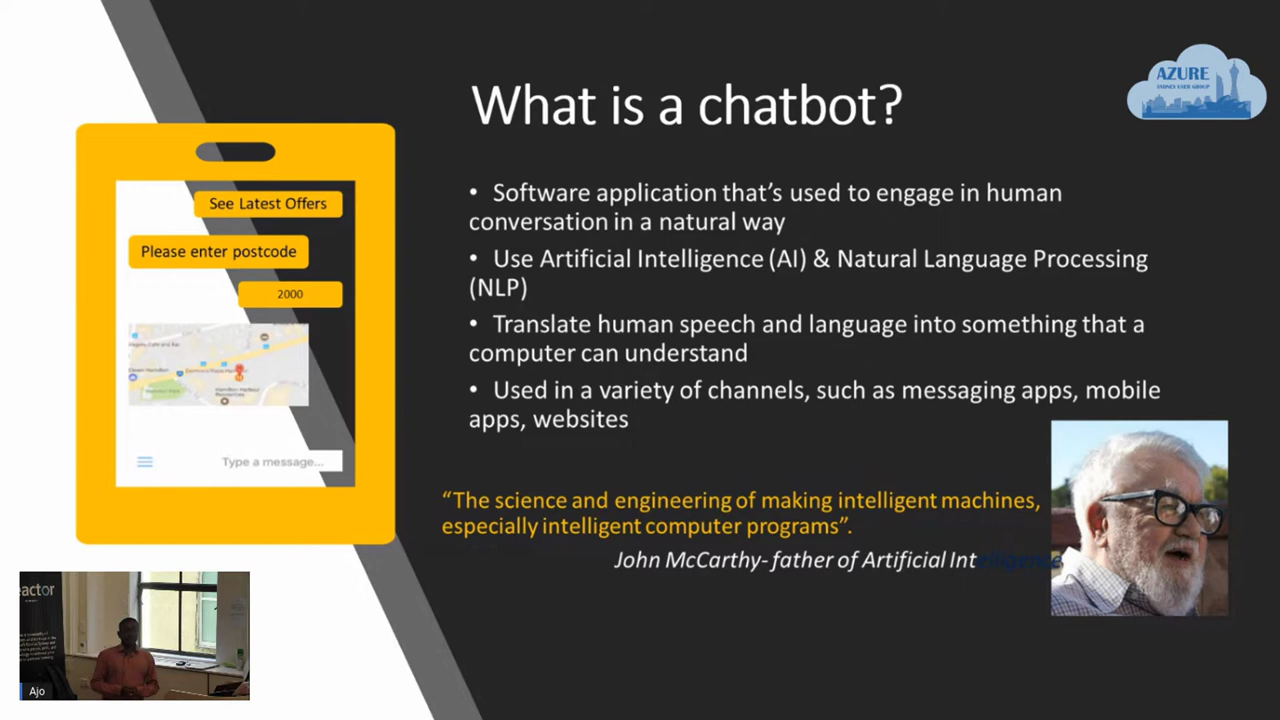 What is a chatbot?
AZURE
SYDNEY USER GROUP
See Latest Offers
Please enter postcode
2000
Type a message...
• Software application that's used to engage in human
conversation in a natural way
• Use Artificial Intelligence (AI) & Natural Language Processing
(NLP)
• Translate human speech and language into something that a
computer can understand
• Used in a variety of channels, such as messaging apps, mobile
apps, websites
“The science and engineering of making intelligent machines,
especially intelligent computer programs”.
John McCarthy- father of Artificial Intelligence
eactor
Ajo